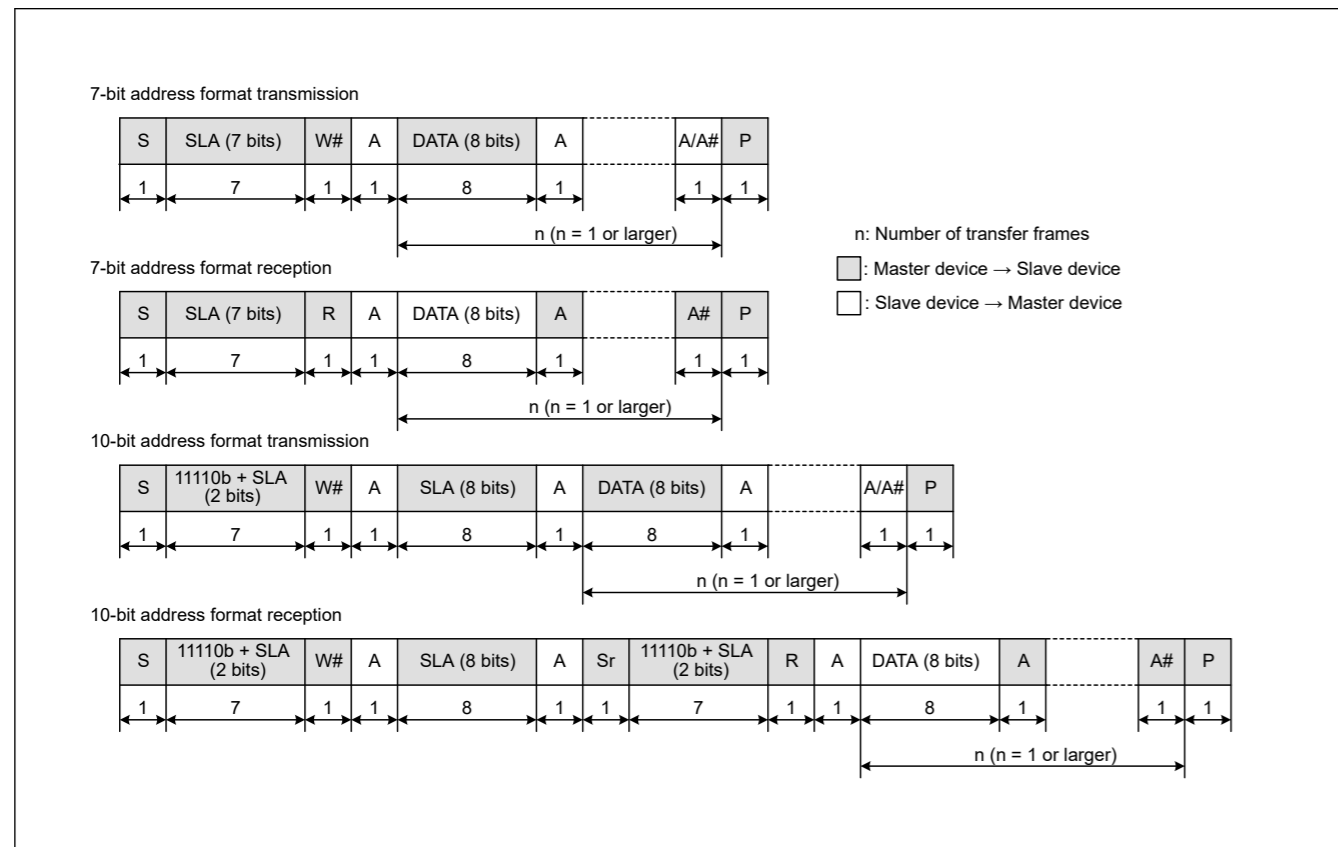 7-bit address format transmission
S SLA (7 bits) W# A DATA (8 bits) A A/A# P
1 7 1 1 8 1 1 1
n (n = 1 or larger)
n: Number of transfer frames
: Master device → Slave device
: Slave device → Master device
7-bit address format reception
S SLA (7 bits) R A DATA (8 bits) A A# P
1 7 1 1 8 1 1 1
n (n = 1 or larger)
10-bit address format transmission
S 11110b + SLA (2 bits) W# A SLA (8 bits) A DATA (8 bits) A A/A# P
1 7 1 1 8 1 8 1 1 1
n (n = 1 or larger)
10-bit address format reception
S 11110b + SLA (2 bits) W# A SLA (8 bits) A Sr 11110b + SLA (2 bits) R A DATA (8 bits) A A# P
1 7 1 1 8 1 1 7 1 1 8 1 1 1
n (n = 1 or larger)